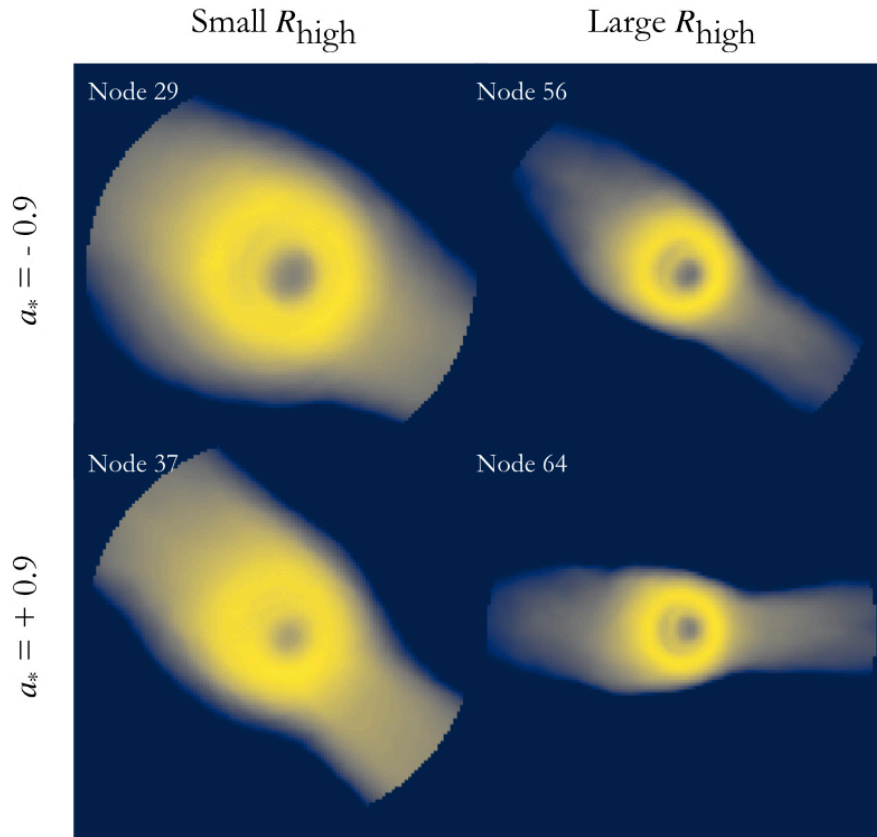 Small R_high Large R_high
Node 29 Node 56
a_* = - 0.9
Node 37 Node 64
a_* = + 0.9